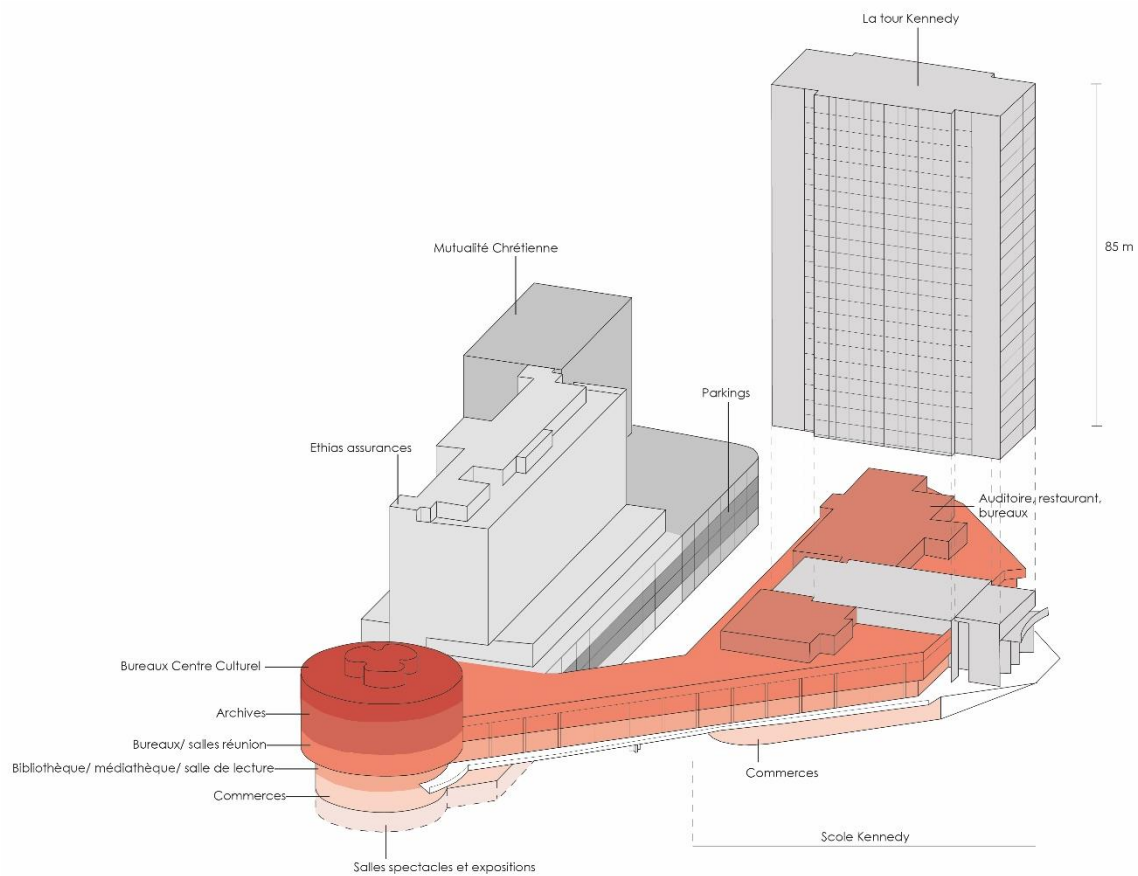 La tour Kennedy
85 m
Mutualité Chrétienne
Parkings
Ethias assurances
Auditoire, restaurant,
bureaux
Bureaux Centre Culturel
Archives
Bureaux/ salles réunion
Bibliothèque/ médiathèque/ salle de lecture
Commerces
Commerces
Scole Kennedy
Salles spectacles et expositions